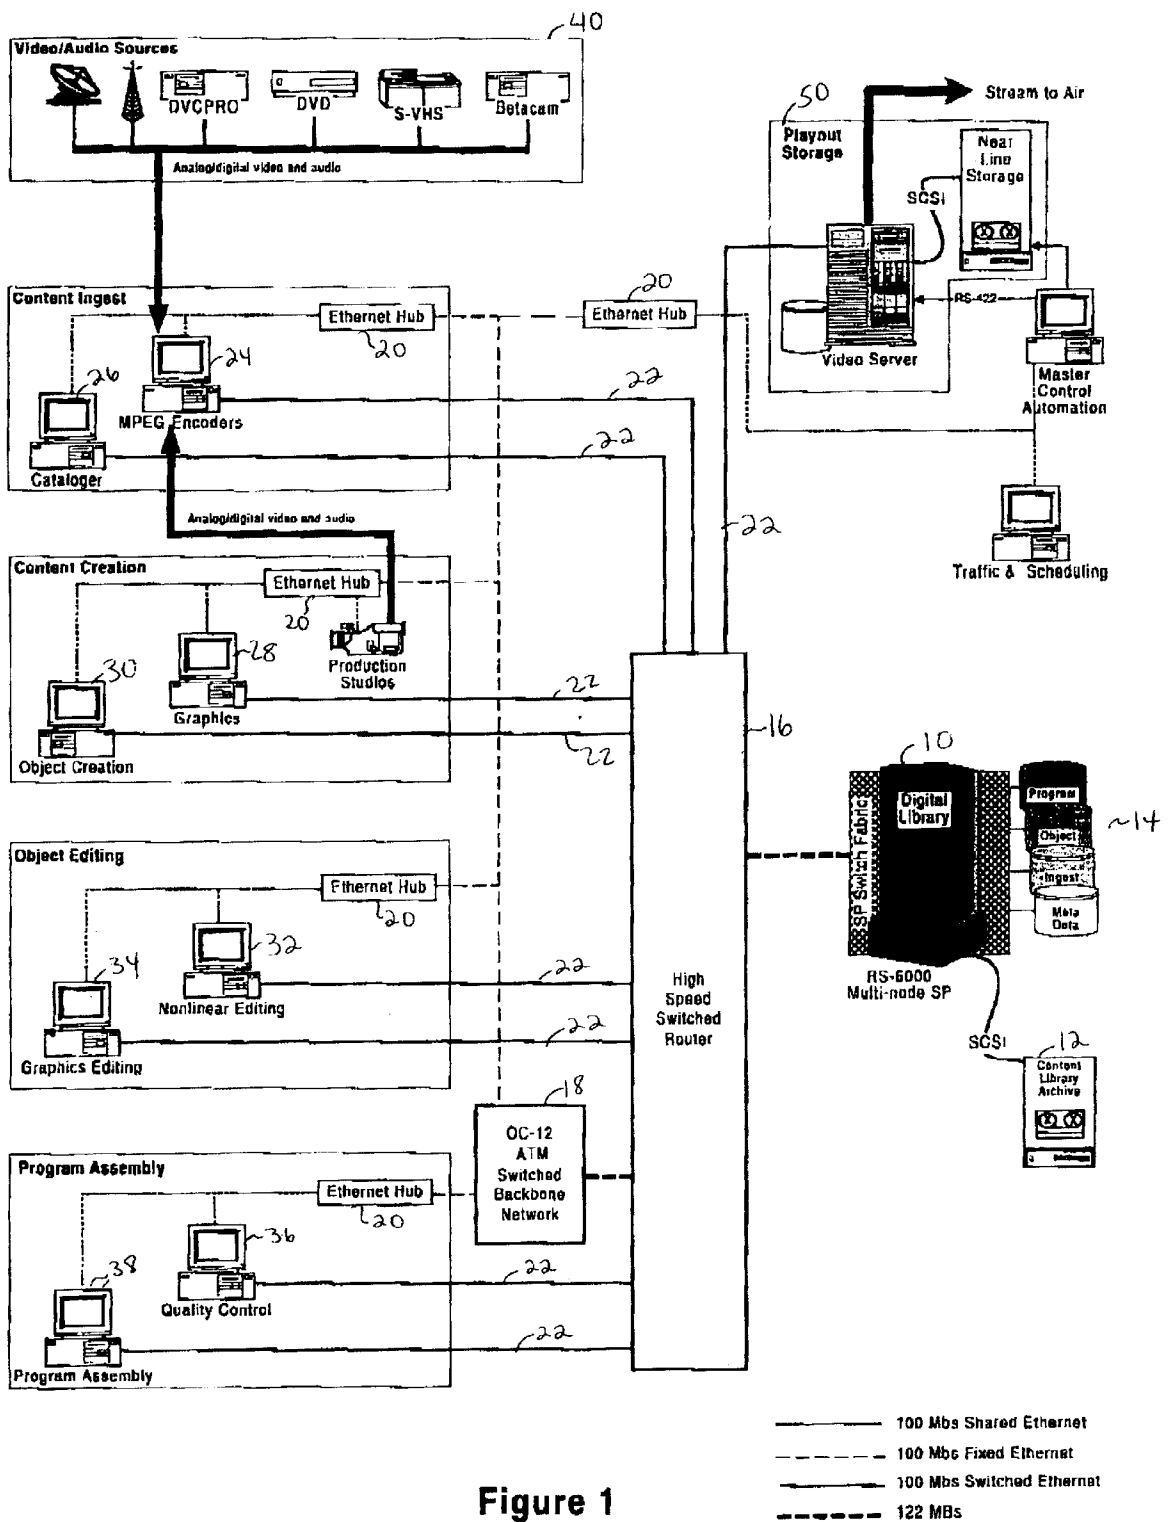 40
Video/Audio Sources
DVCPRO
DVD
S-VHS
Betacam
Analog/digital video and audio
Stream to Air
50
Playout
Storage
Near
Line
Storage
SCSI
RS-422
Video Server
Master
Control
Automation
Traffic & Scheduling
Content Ingest
Ethernet Hub
20
20
Ethernet Hub
24
26
MPEG Encoders
Cataloger
22
22
22
Analog/digital video and audio
Content Creation
Ethernet Hub
20
28
30
Production
Studios
Graphics
Object Creation
22
22
16
10
Digital
Library
SP Switch Fabric
Program
Object
Ingest
Meta
Data
~14
RS-6000
Multi-node SP
SCSI
12
Content
Library
Archive
Object Editing
Ethernet Hub
20
32
34
Nonlinear Editing
Graphics Editing
22
22
High
Speed
Switched
Router
18
OC-12
ATM
Switched
Backbone
Network
Program Assembly
Ethernet Hub
20
36
38
Quality Control
Program Assembly
22
22
100 Mbs Shared Ethernet
100 Mbs Fixed Ethernet
100 Mbs Switched Ethernet
122 MBs
Figure 1